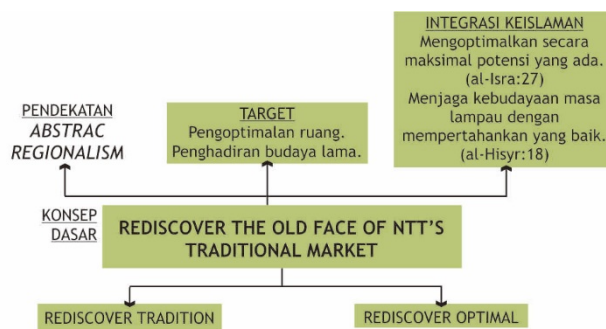 INTEGRASI KEISLAMAN
Mengoptimalkan secara
maksimal potensi yang ada.
(al-Isra:27)
Menjaga kebudayaan masa
lampau dengan
mempertahankan yang baik.
(al-Hisyr:18)
PENDEKATAN
ABSTRAC
REGIONALISM
TARGET
Pengoptimalan ruang.
Penghadiran budaya lama.
KONSEP
DASAR
REDISCOVER THE OLD FACE OF NTT'S
TRADITIONAL MARKET
REDISCOVER TRADITION
REDISCOVER OPTIMAL